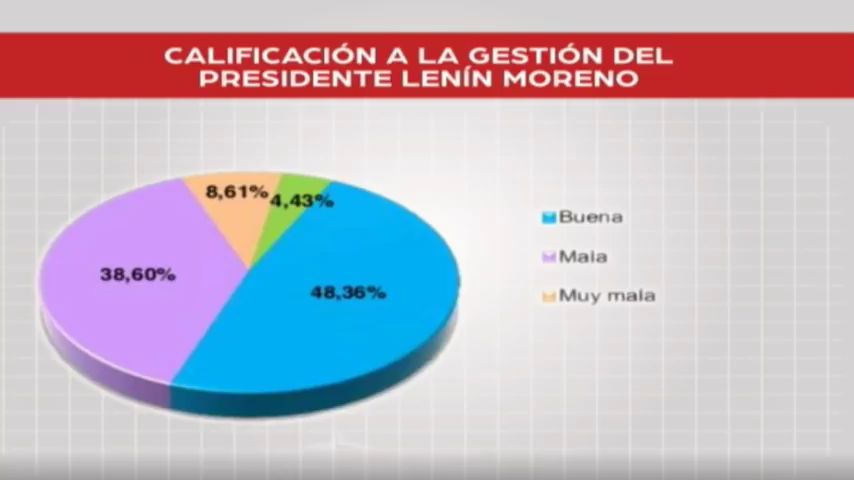 CALIFICACIÓN A LA GESTIÓN DEL
PRESIDENTE LENÍN MORENO
8,61%
4,43%
38,60%
48,36%
Buena
Mala
Muy mala